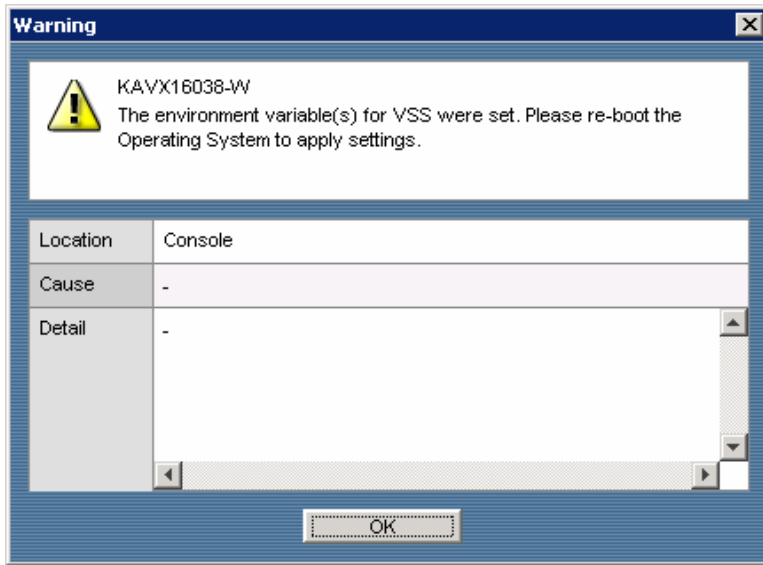 Warning
KAVX16038-W
The environment variable(s) for VSS were set. Please re-boot the
Operating System to apply settings.
Location Console
Cause -
Detail -
OK